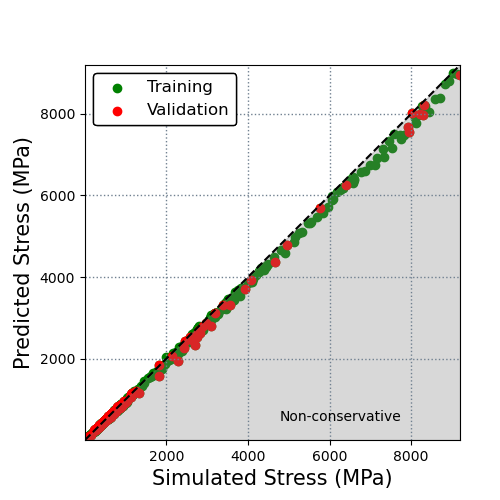 Training
Validation
8000
6000
4000
2000
Predicted Stress (MPa)
Non-conservative
2000 4000 6000 8000
Simulated Stress (MPa)